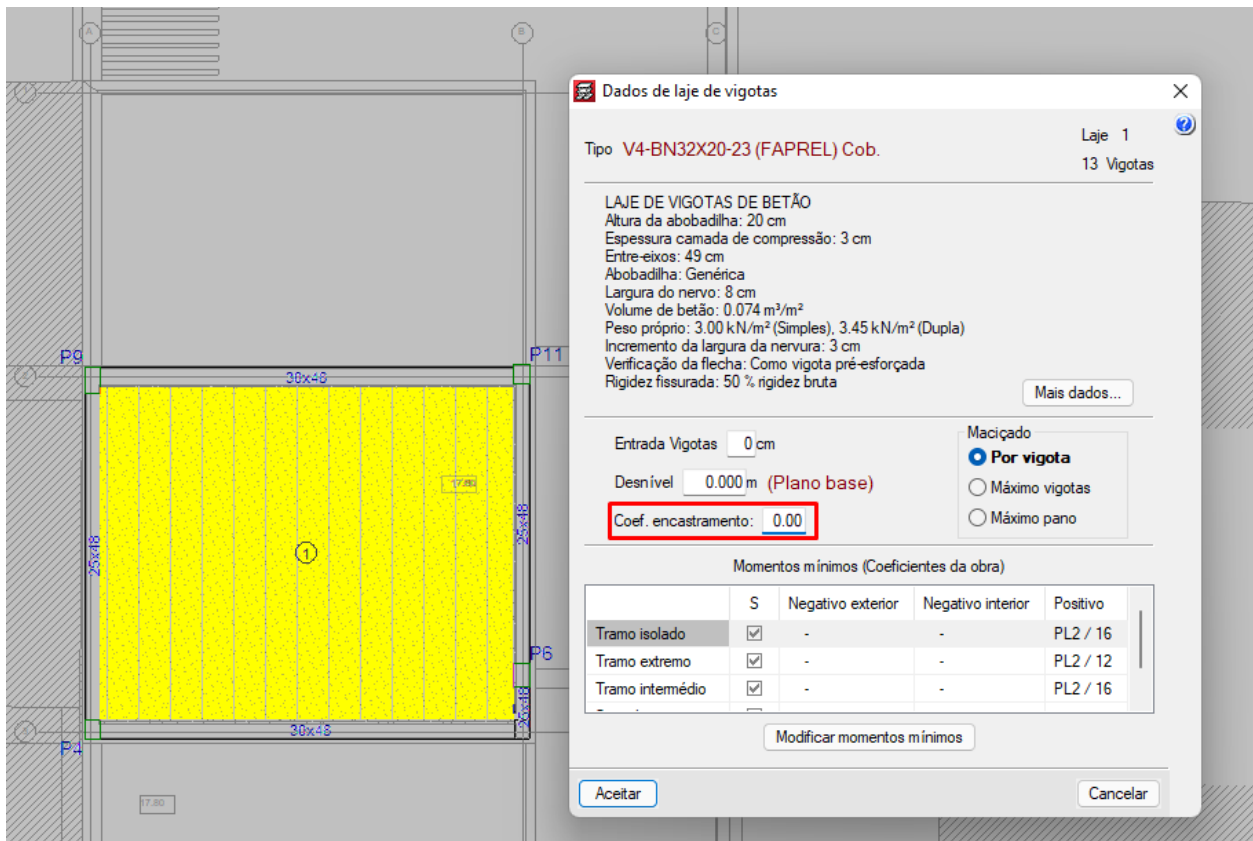 A
B
C
P9
P11
30x48
17.80
25x48
25x48
1
P6
25x48
30x48
P4
17.80
Dados de laje de vigotas
Tipo V4-BN32X20-23 (FAPREL) Cob.
Laje 1
13 Vigotas
LAJE DE VIGOTAS DE BETÃO
Altura da abobadilha: 20 cm
Espessura camada de compressão: 3 cm
Entre-eixos: 49 cm
Abobadilha: Genérica
Largura do nervo: 8 cm
Volume de betão: 0.074 m³/m²
Peso próprio: 3.00 kN/m² (Simples), 3.45 kN/m² (Dupla)
Incremento da largura da nervura: 3 cm
Verificação da flecha: Como vigota pré-esforçada
Rigidez fissurada: 50 % rigidez bruta
Mais dados...
Entrada Vigotas 0 cm
Desnível 0.000 m (Plano base)
Coef. encastramento: 0.00
Maciçado
Por vigota
Máximo vigotas
Máximo pano
Momentos mínimos (Coeficientes da obra)
S Negativo exterior Negativo interior Positivo
Tramo isolado - - PL2 / 16
Tramo extremo - - PL2 / 12
Tramo intermédio - - PL2 / 16
Modificar momentos mínimos
Aceitar
Cancelar